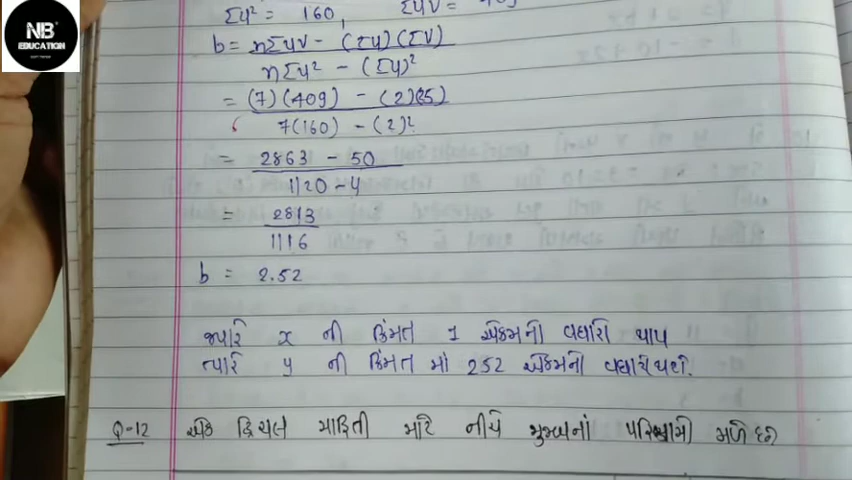 NB
EDUCATION
Σu² = 160,
b = nΣuv - (Σu)(Σv)
nΣu² - (Σu)²
= (7)(409) - (2)(25)
7(160) - (2)²
= 2863 - 50
1120 - 4
= 2813
1116
b = 2.52
જ્યારે x ની કિંમત 1 એકમનો વધારો થાય
ત્યારે y ની કિંમત માં 252 એકમનો વધારો થશે.
Q-12 એક દ્વિચલ માહિતી માટે નીચે મુજબનાં પરિણામો મળે છે